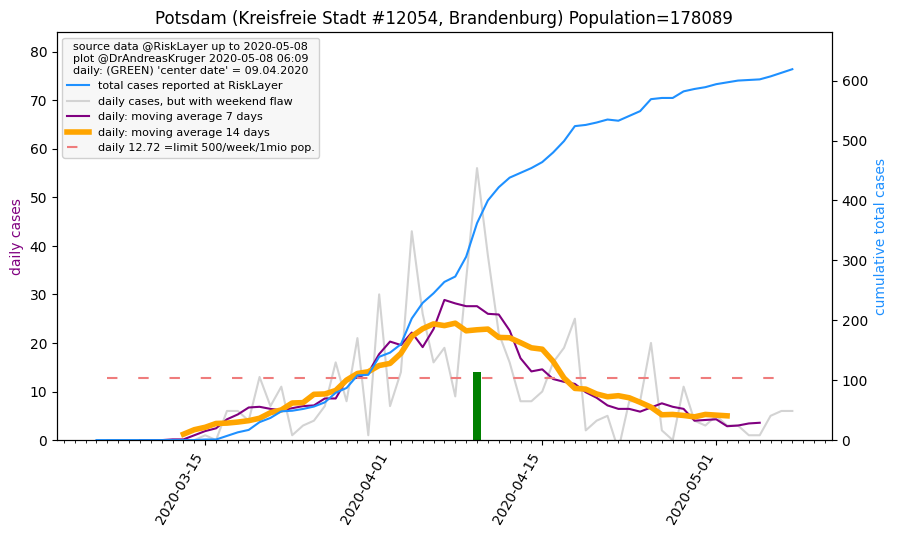 Potsdam (Kreisfreie Stadt #12054, Brandenburg) Population=178089
source data @RiskLayer up to 2020-05-08
plot @DrAndreasKruger 2020-05-08 06:09
daily: (GREEN) 'center date' = 09.04.2020
total cases reported at RiskLayer
daily cases, but with weekend flaw
daily: moving average 7 days
daily: moving average 14 days
daily 12.72 =limit 500/week/1mio pop.
daily cases
80
70
60
50
40
30
20
10
0
cumulative total cases
600
500
400
300
200
100
0
2020-03-15
2020-04-01
2020-04-15
2020-05-01